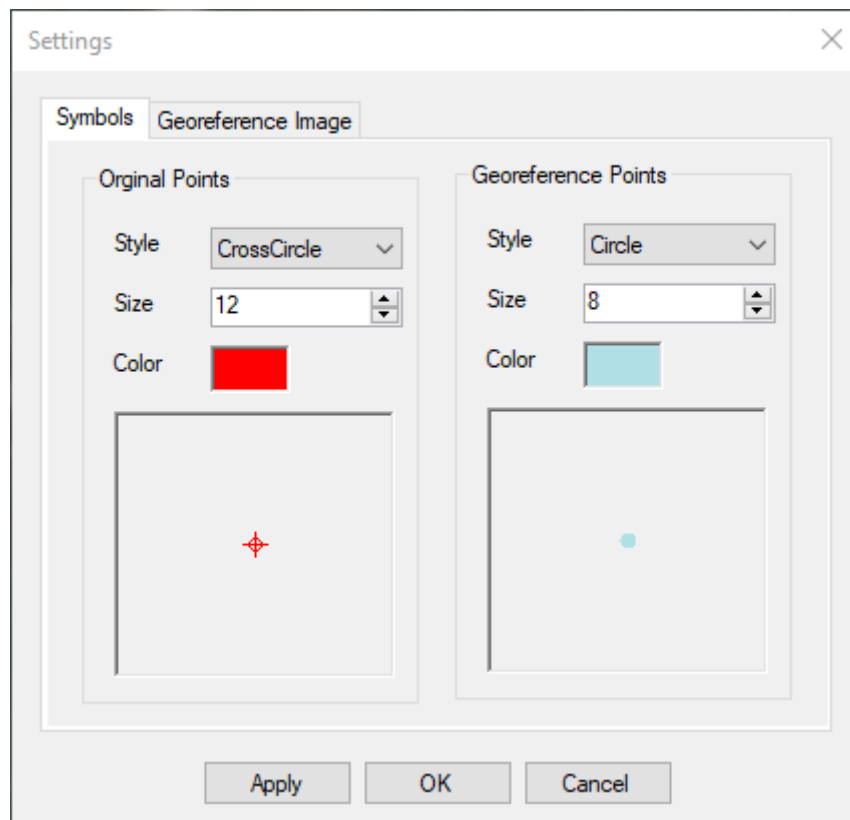 Settings
Symbols
Georeference Image
Orginal Points
Style
CrossCircle
Size
12
Color
Georeference Points
Style
Circle
Size
8
Color
Apply
OK
Cancel